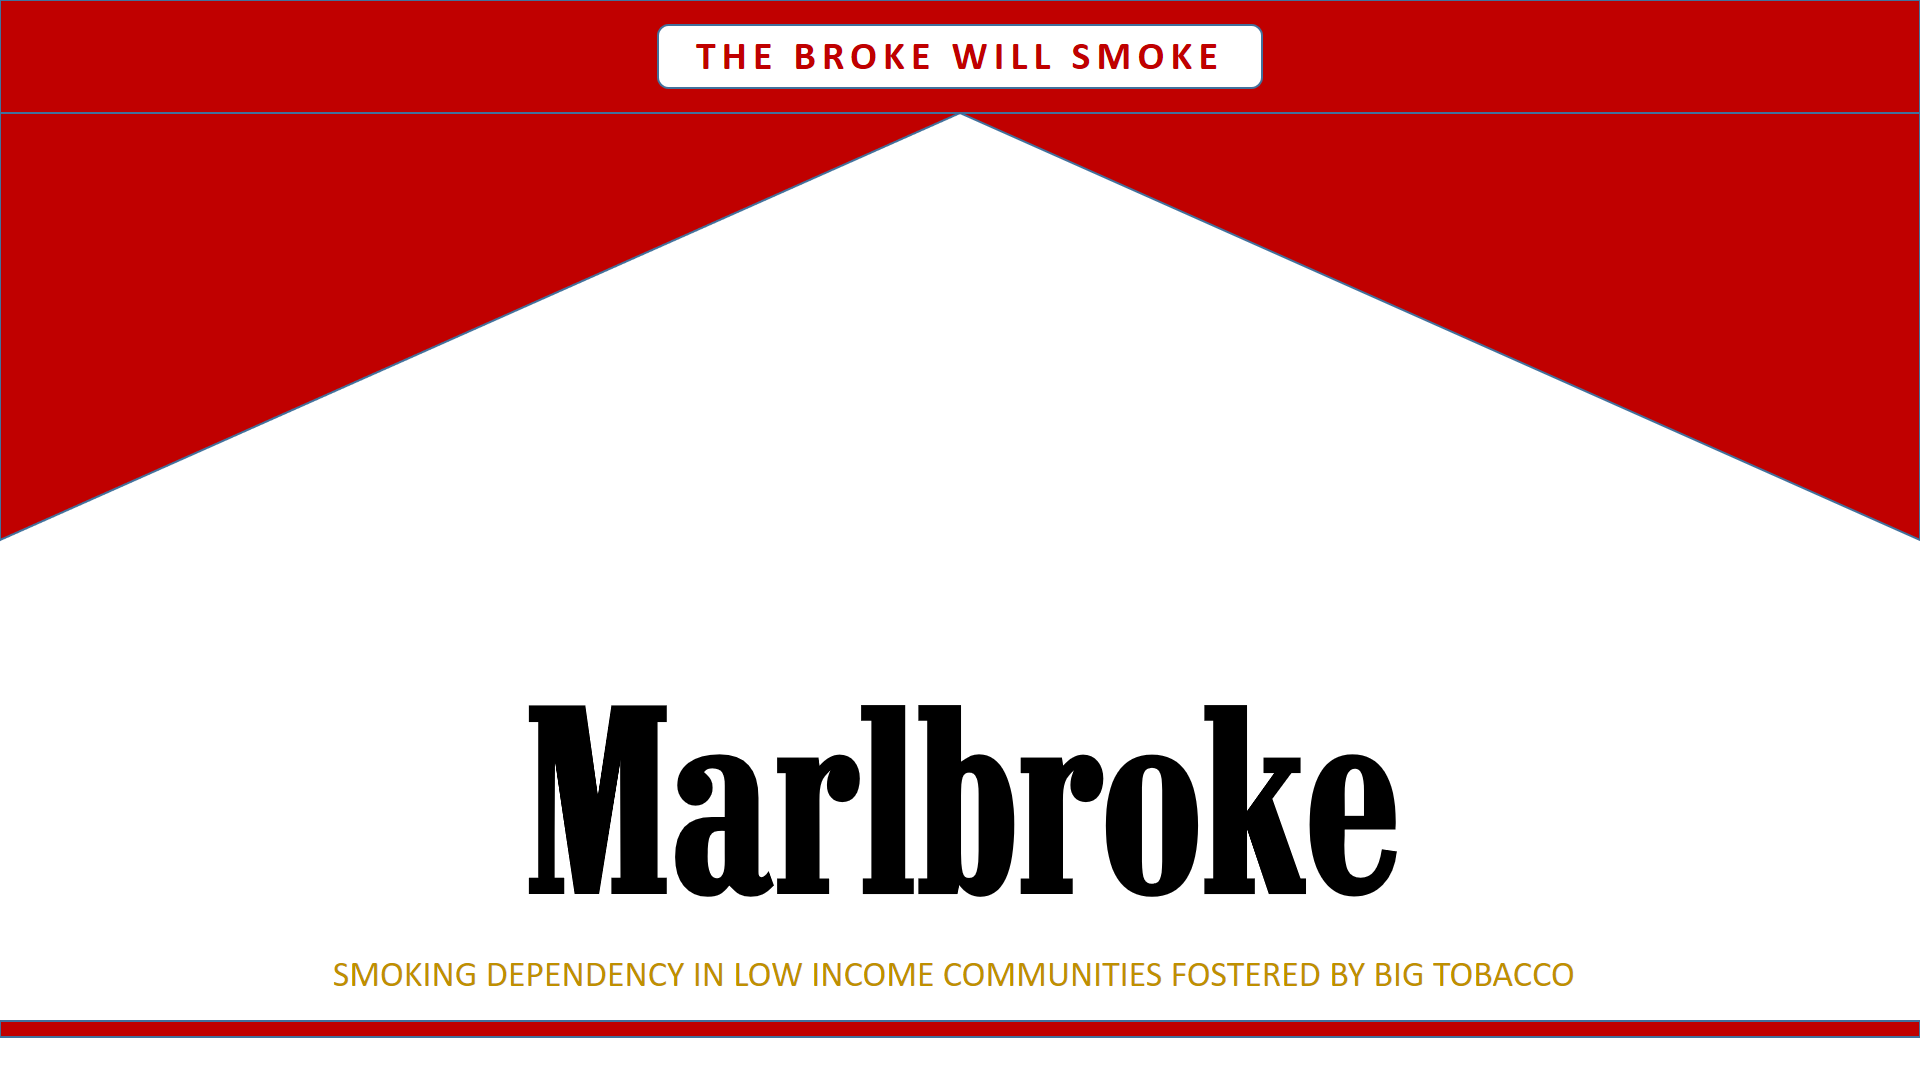 THE BROKE WILL SMOKE
Marlbroke
SMOKING DEPENDENCY IN LOW INCOME COMMUNITIES FOSTERED BY BIG TOBACCO